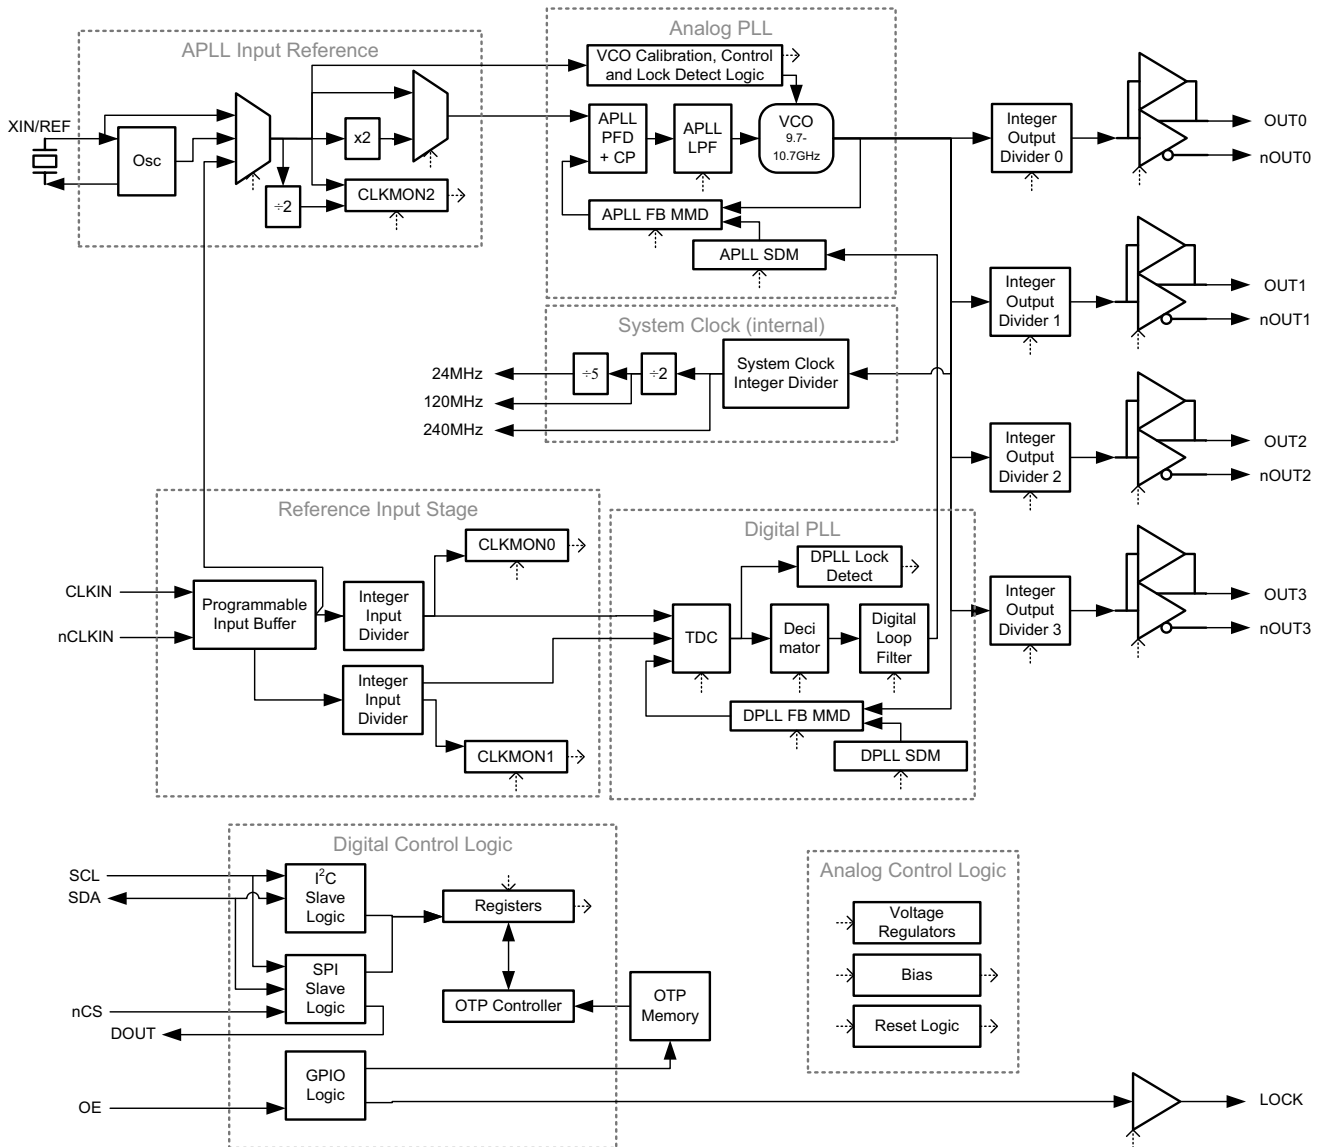 APLL Input Reference
XIN/REF
Osc
x2
÷2
CLKMON2
Analog PLL
VCO Calibration, Control
and Lock Detect Logic
APLL
PFD
+ CP
APLL
LPF
VCO
9.7-
10.7GHz
APLL FB MMD
APLL SDM
Integer
Output
Divider 0
OUT0
nOUT0
Integer
Output
Divider 1
OUT1
nOUT1
System Clock (internal)
24MHz
120MHz
240MHz
÷5
÷2
System Clock
Integer Divider
Integer
Output
Divider 2
OUT2
nOUT2
Reference Input Stage
CLKIN
nCLKIN
Programmable
Input Buffer
Integer
Input
Divider
Integer
Input
Divider
CLKMON0
CLKMON1
Digital PLL
DPLL Lock
Detect
TDC
Deci
mator
Digital
Loop
Filter
DPLL FB MMD
DPLL SDM
Integer
Output
Divider 3
OUT3
nOUT3
Digital Control Logic
SCL
SDA
nCS
DOUT
OE
I²C
Slave
Logic
SPI
Slave
Logic
GPIO
Logic
Registers
OTP Controller
OTP
Memory
Analog Control Logic
Voltage
Regulators
Bias
Reset Logic
LOCK